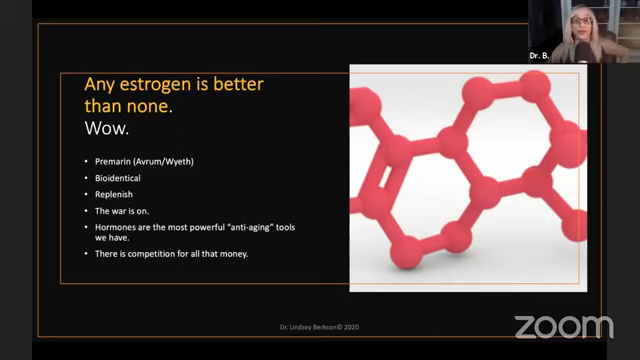 Dr. B.
Any estrogen is better
than none.
Wow.
• Premarin (Avrum/Wyeth)
• Bioidentical
• Replenish
• The war is on.
• Hormones are the most powerful “anti-aging” tools
we have.
• There is competition for all that money.
Dr. Lindsey Berkson© 2020
zoom